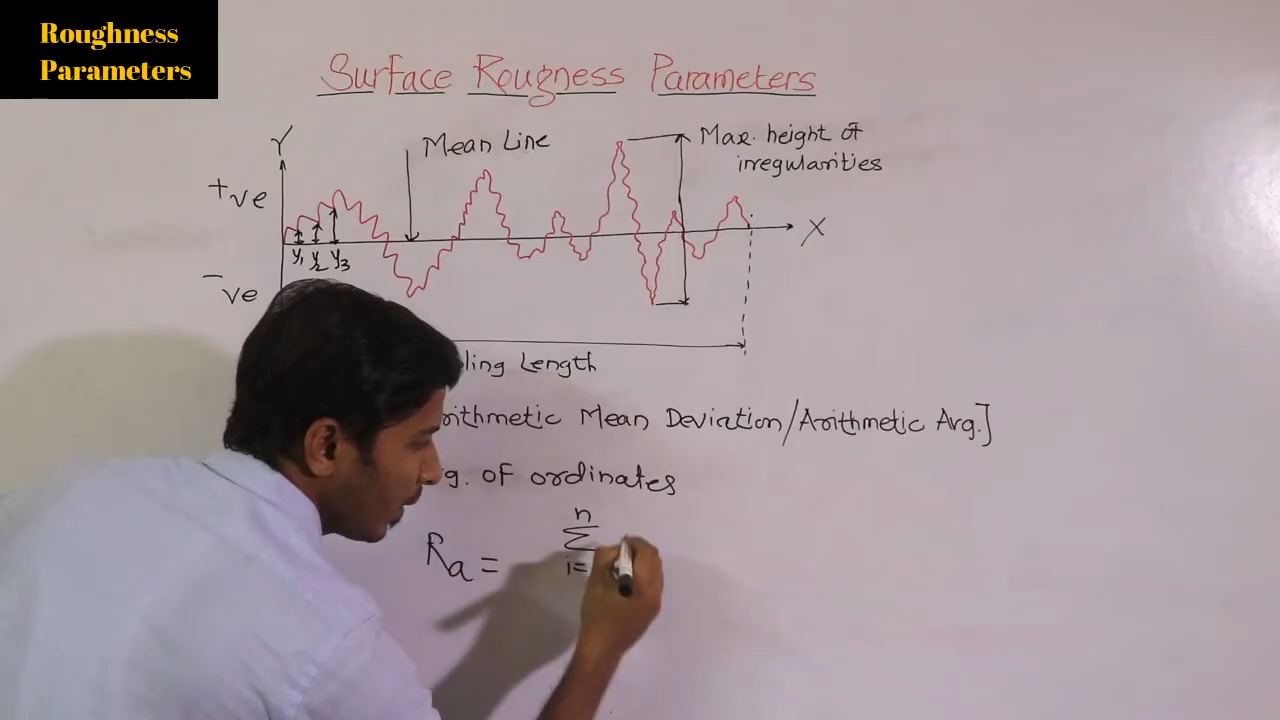 Roughness
Parameters
Surface Rougness Parameters
Y
Mean Line
Max. height of
irregularities
+ve
X
y1 y2 y3
-ve
ling Length
rithmetic Mean Deviation/Arithmetic Avg.]
g. of ordinates
n
Ra = Σ
i=